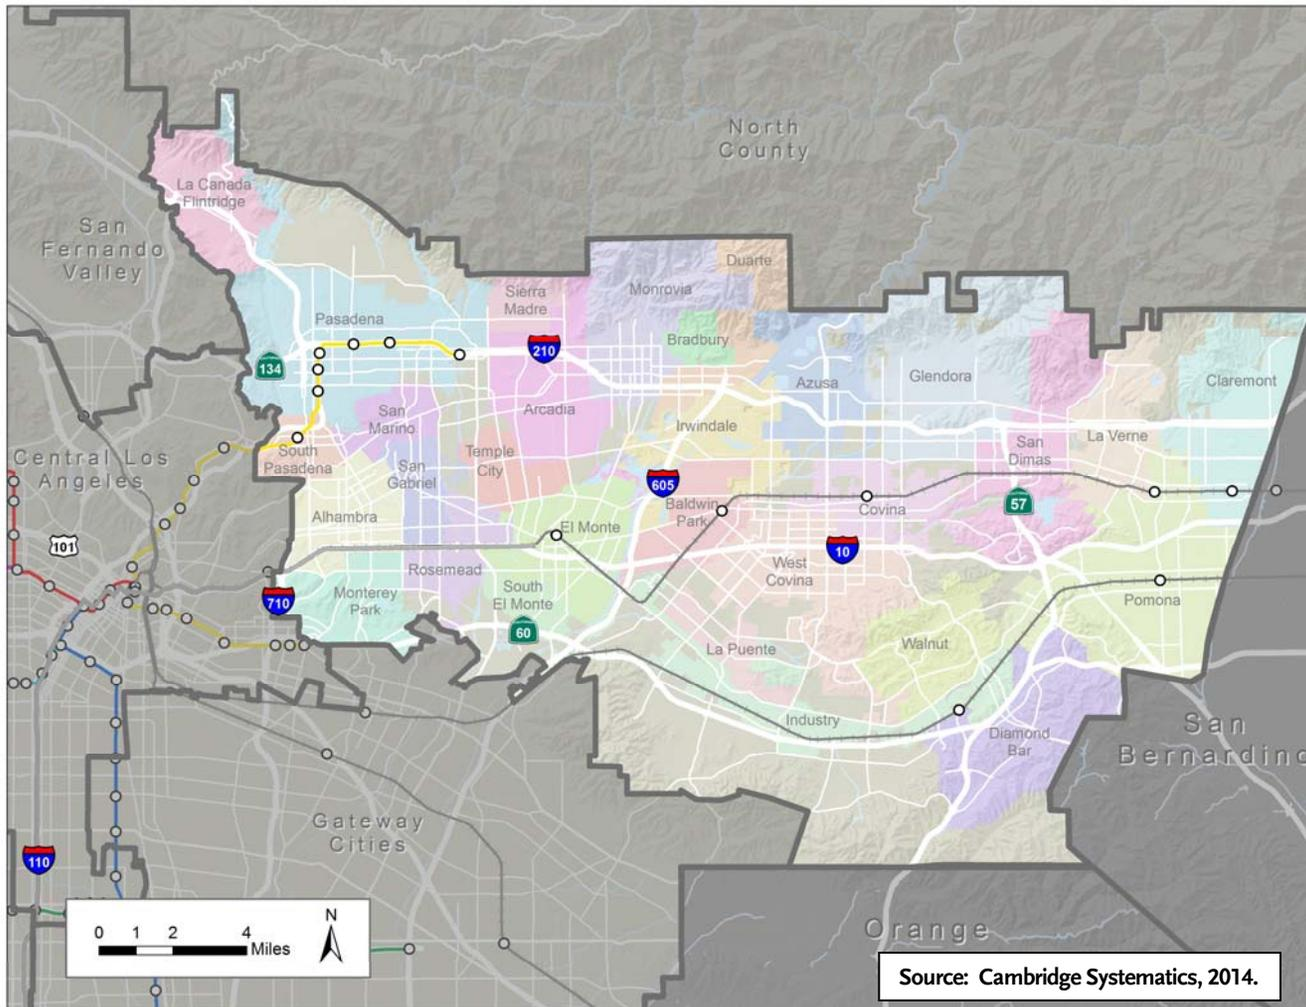 North
County
La Canada
Flintridge
San
Fernando
Valley
Duarte
Sierra
Madre
Monrovia
Pasadena
Bradbury
210
134
Azusa
Glendora
Claremont
San
Marino
Arcadia
Irwindale
La Verne
South
Pasadena
Temple
City
San
Dimas
Central Los
Angeles
San
Gabriel
605
Baldwin
Park
Covina
57
Alhambra
El Monte
101
10
West
Covina
Rosemead
South
El Monte
Monterey
Park
710
Pomona
60
Walnut
La Puente
Industry
Diamond
Bar
San
Bernardino
Gateway
Cities
110
Orange
N
0 1 2 4
Miles
Source: Cambridge Systematics, 2014.